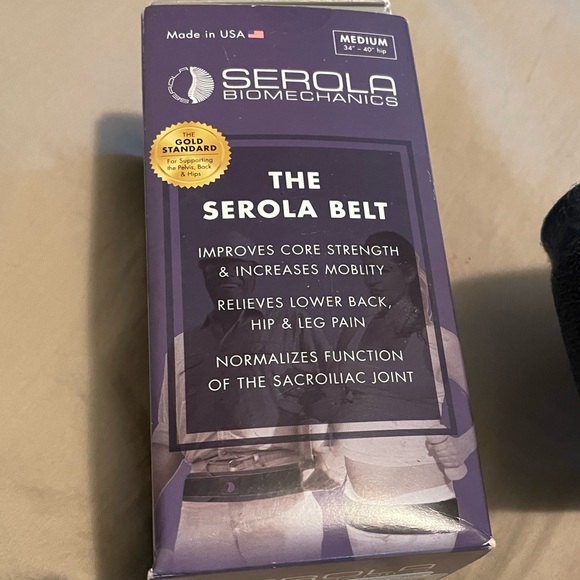 Made in USA
MEDIUM
34" - 40" hip
SEROLA
BIOMECHANICS
THE
GOLD
STANDARD
For Supporting
the Pelvis, Back
& Hips
THE
SEROLA BELT
IMPROVES CORE STRENGTH
& INCREASES MOBLITY
RELIEVES LOWER BACK,
HIP & LEG PAIN
NORMALIZES FUNCTION
OF THE SACROILIAC JOINT
SEROLA